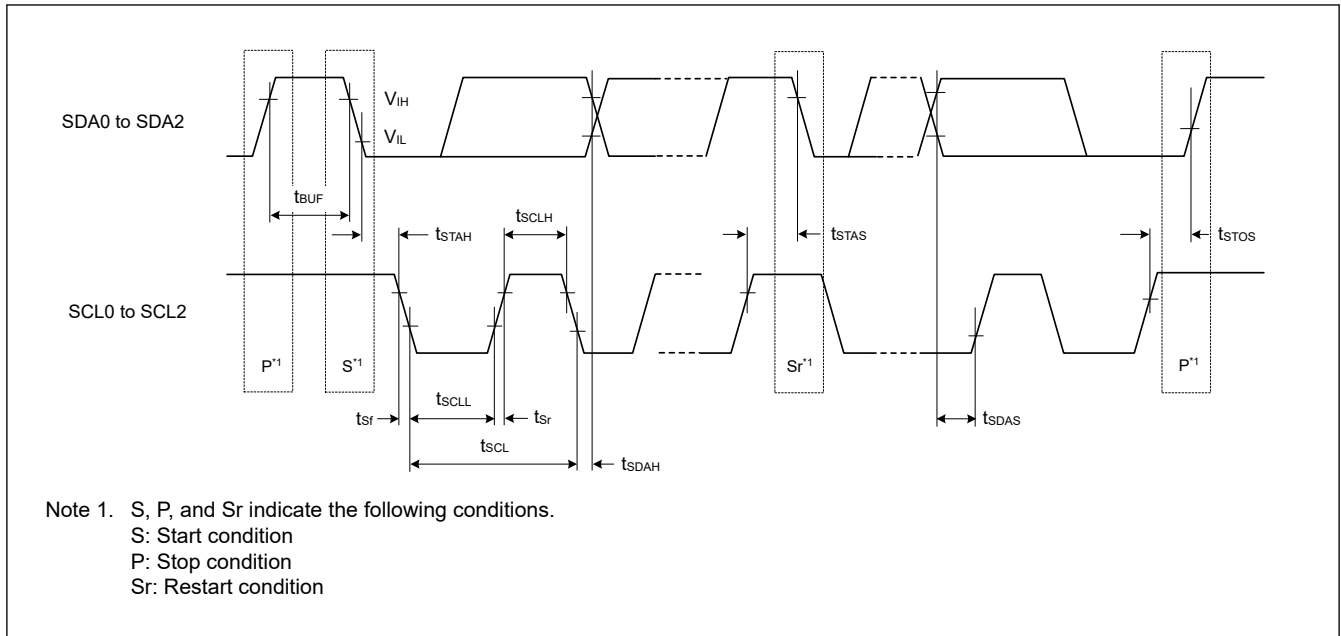 SDA0 to SDA2
VIH
VIL
tBUF
tSTAH
tSCLH
tSTAS
tSTOS
SCL0 to SCL2
P*1
S*1
Sr*1
P*1
tSf
tSCLL
tSr
tSCL
tSDAH
tSDAS
Note 1. S, P, and Sr indicate the following conditions.
S: Start condition
P: Stop condition
Sr: Restart condition